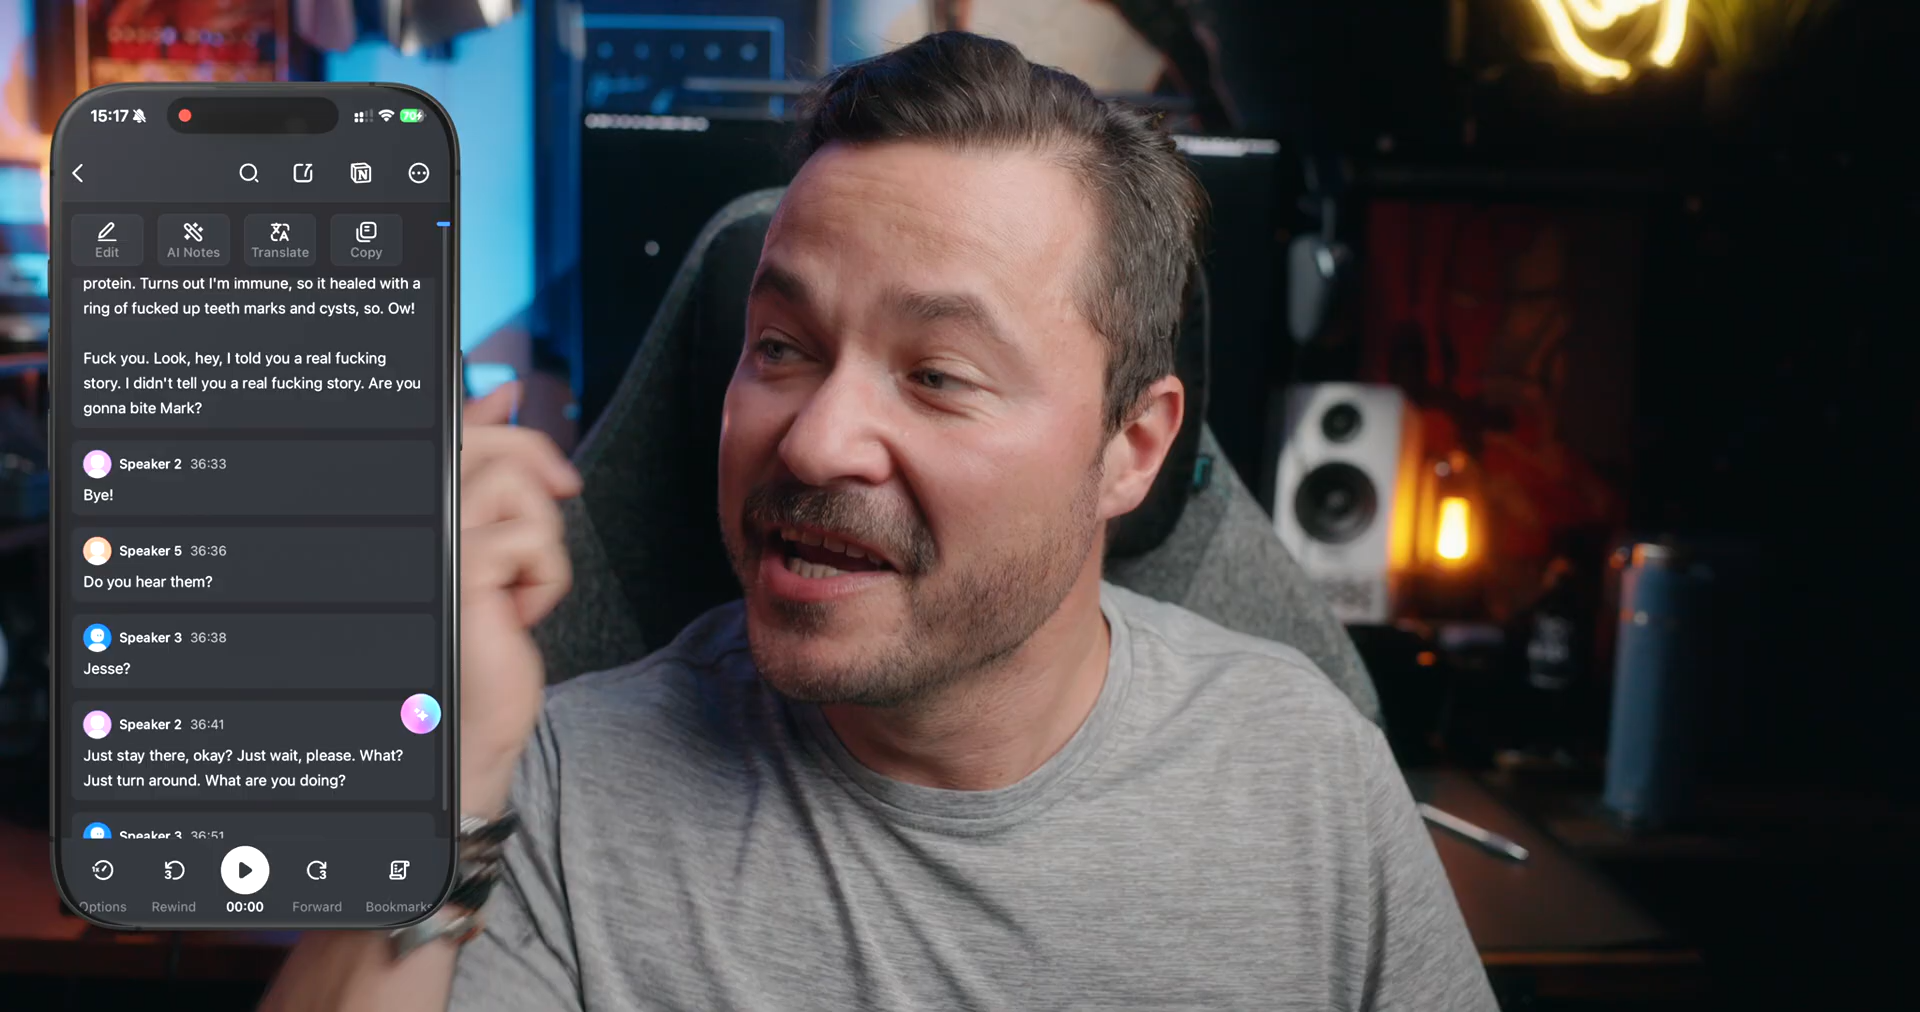 15:17
70
N
Edit
AI Notes
Translate
Copy
protein. Turns out I'm immune, so it healed with a
ring of fucked up teeth marks and cysts, so. Ow!
Fuck you. Look, hey, I told you a real fucking
story. I didn't tell you a real fucking story. Are you
gonna bite Mark?
Speaker 2 36:33
Bye!
Speaker 5 36:36
Do you hear them?
Speaker 3 36:38
Jesse?
Speaker 2 36:41
Just stay there, okay? Just wait, please. What?
Just turn around. What are you doing?
Speaker 3 36:51
1x
3
3
Options
Rewind
00:00
Forward
Bookmarks